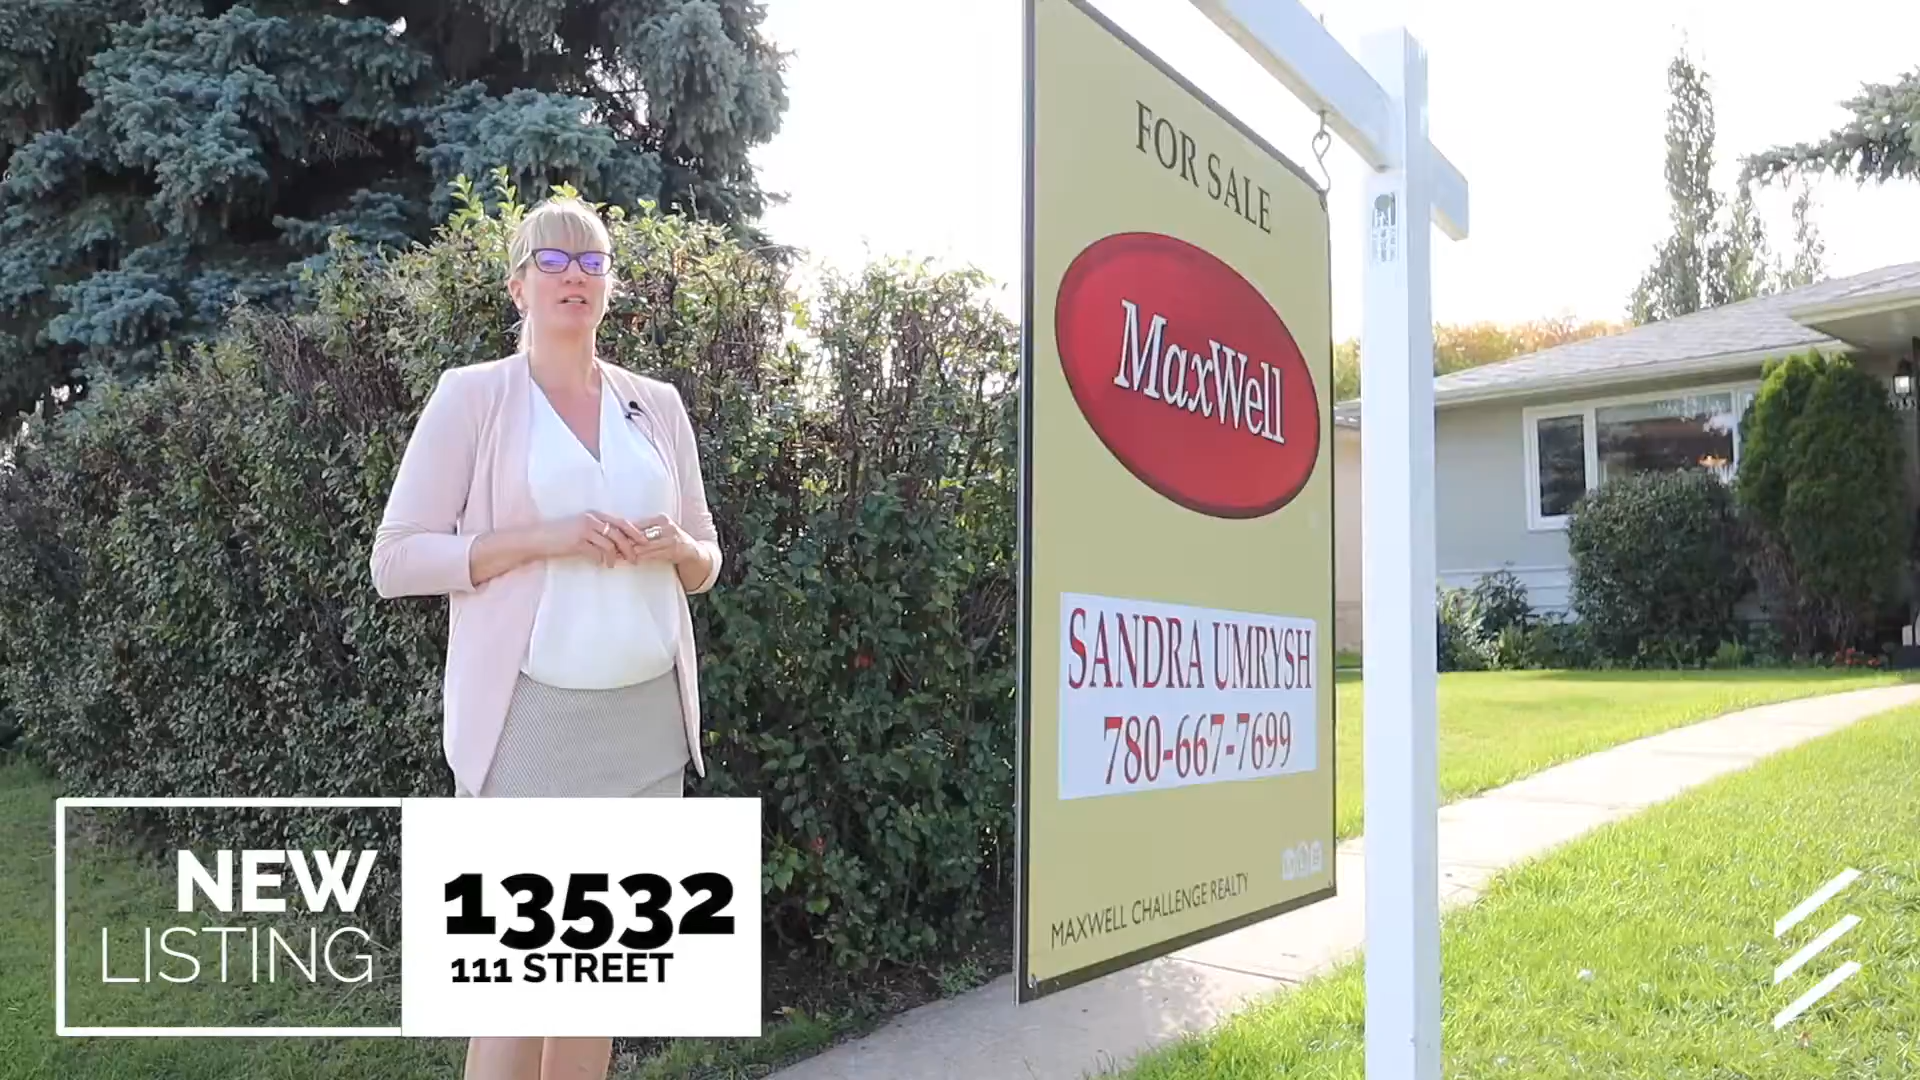 FOR SALE
MaxWell
SANDRA UMRYSH
780-667-7699
MAXWELL CHALLENGE REALTY
NEW
LISTING
13532
111 STREET